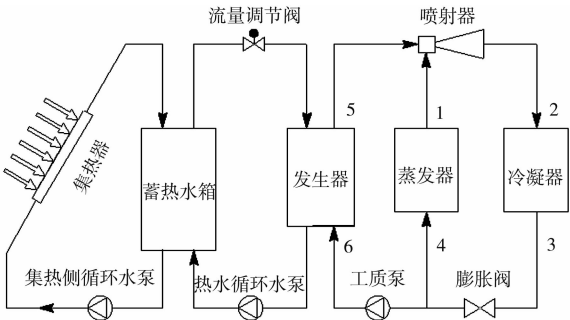 流量调节阀
喷射器
5
1
2
集热器
蓄热水箱
发生器
蒸发器
冷凝器
6
4
3
集热侧循环水泵
热水循环水泵
工质泵
膨胀阀